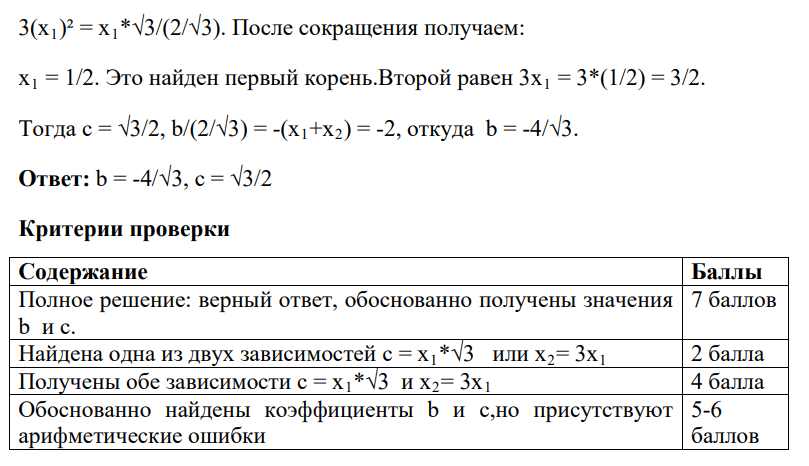 3(x₁)² = x₁*√3/(2/√3). После сокращения получаем:
x₁ = 1/2. Это найден первый корень.Второй равен 3x₁ = 3*(1/2) = 3/2.
Тогда c = √3/2, b/(2/√3) = -(x₁+x₂) = -2, откуда  b = -4/√3.
Ответ: b = -4/√3, c = √3/2
Критерии проверки
Содержание Баллы
Полное решение: верный ответ, обоснованно получены значения 7 баллов
b  и c.
Найдена одна из двух зависимостей c = x₁*√3   или x₂= 3x₁ 2 балла
Получены обе зависимости c = x₁*√3  и x₂= 3x₁ 4 балла
Обоснованно найдены коэффициенты b и c,но присутствуют 5-6
арифметические ошибки баллов